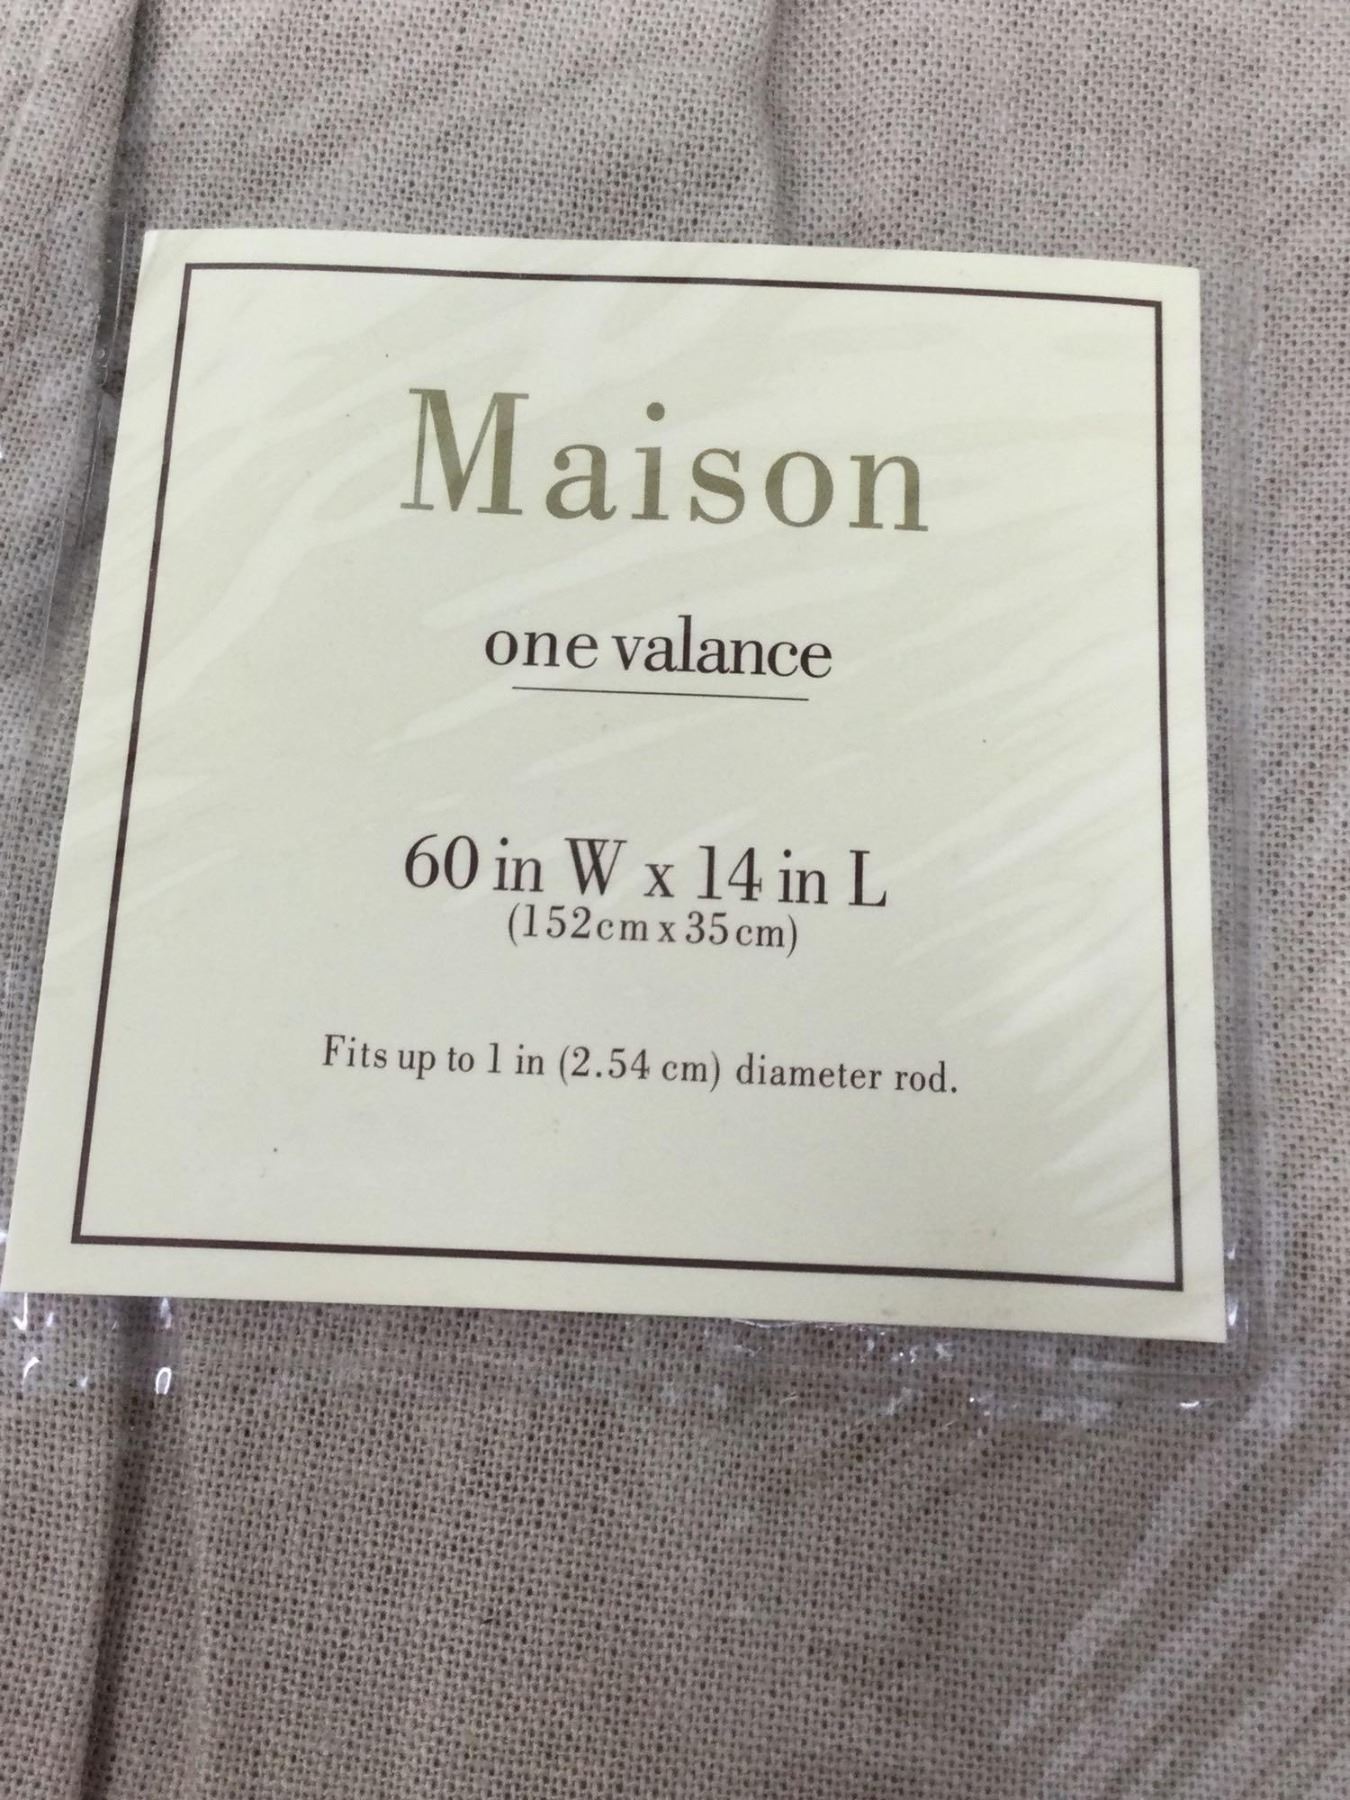 Maison
one valance
60 in W x 14 in L
(152cm x 35cm)
Fits up to 1 in (2.54 cm) diameter rod.